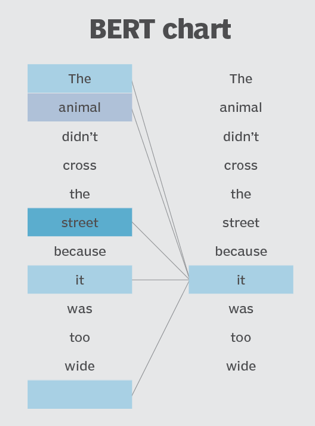 BERT chart
The The
animal animal
didn't didn't
cross cross
the the
street street
because because
it it
was was
too too
wide wide